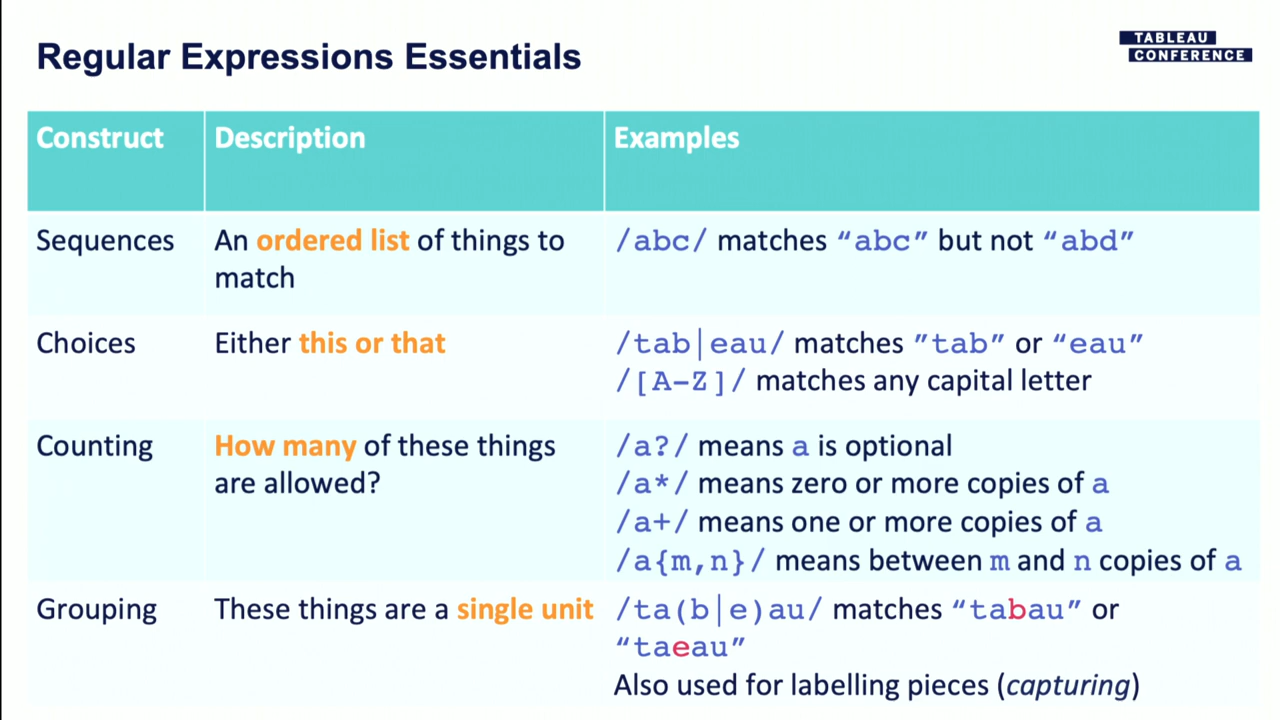 Regular Expressions Essentials
TABLEAU
CONFERENCE
Construct Description Examples
Sequences An ordered list of things to /abc/ matches “abc” but not “abd”
match
Choices Either this or that /tab|eau/ matches ”tab” or “eau”
/[A-Z]/ matches any capital letter
Counting How many of these things /a?/ means a is optional
are allowed? /a*/ means zero or more copies of a
/a+/ means one or more copies of a
/a{m,n}/ means between m and n copies of a
Grouping These things are a single unit /ta(b|e)au/ matches “tabau” or
“taeau”
Also used for labelling pieces (capturing)